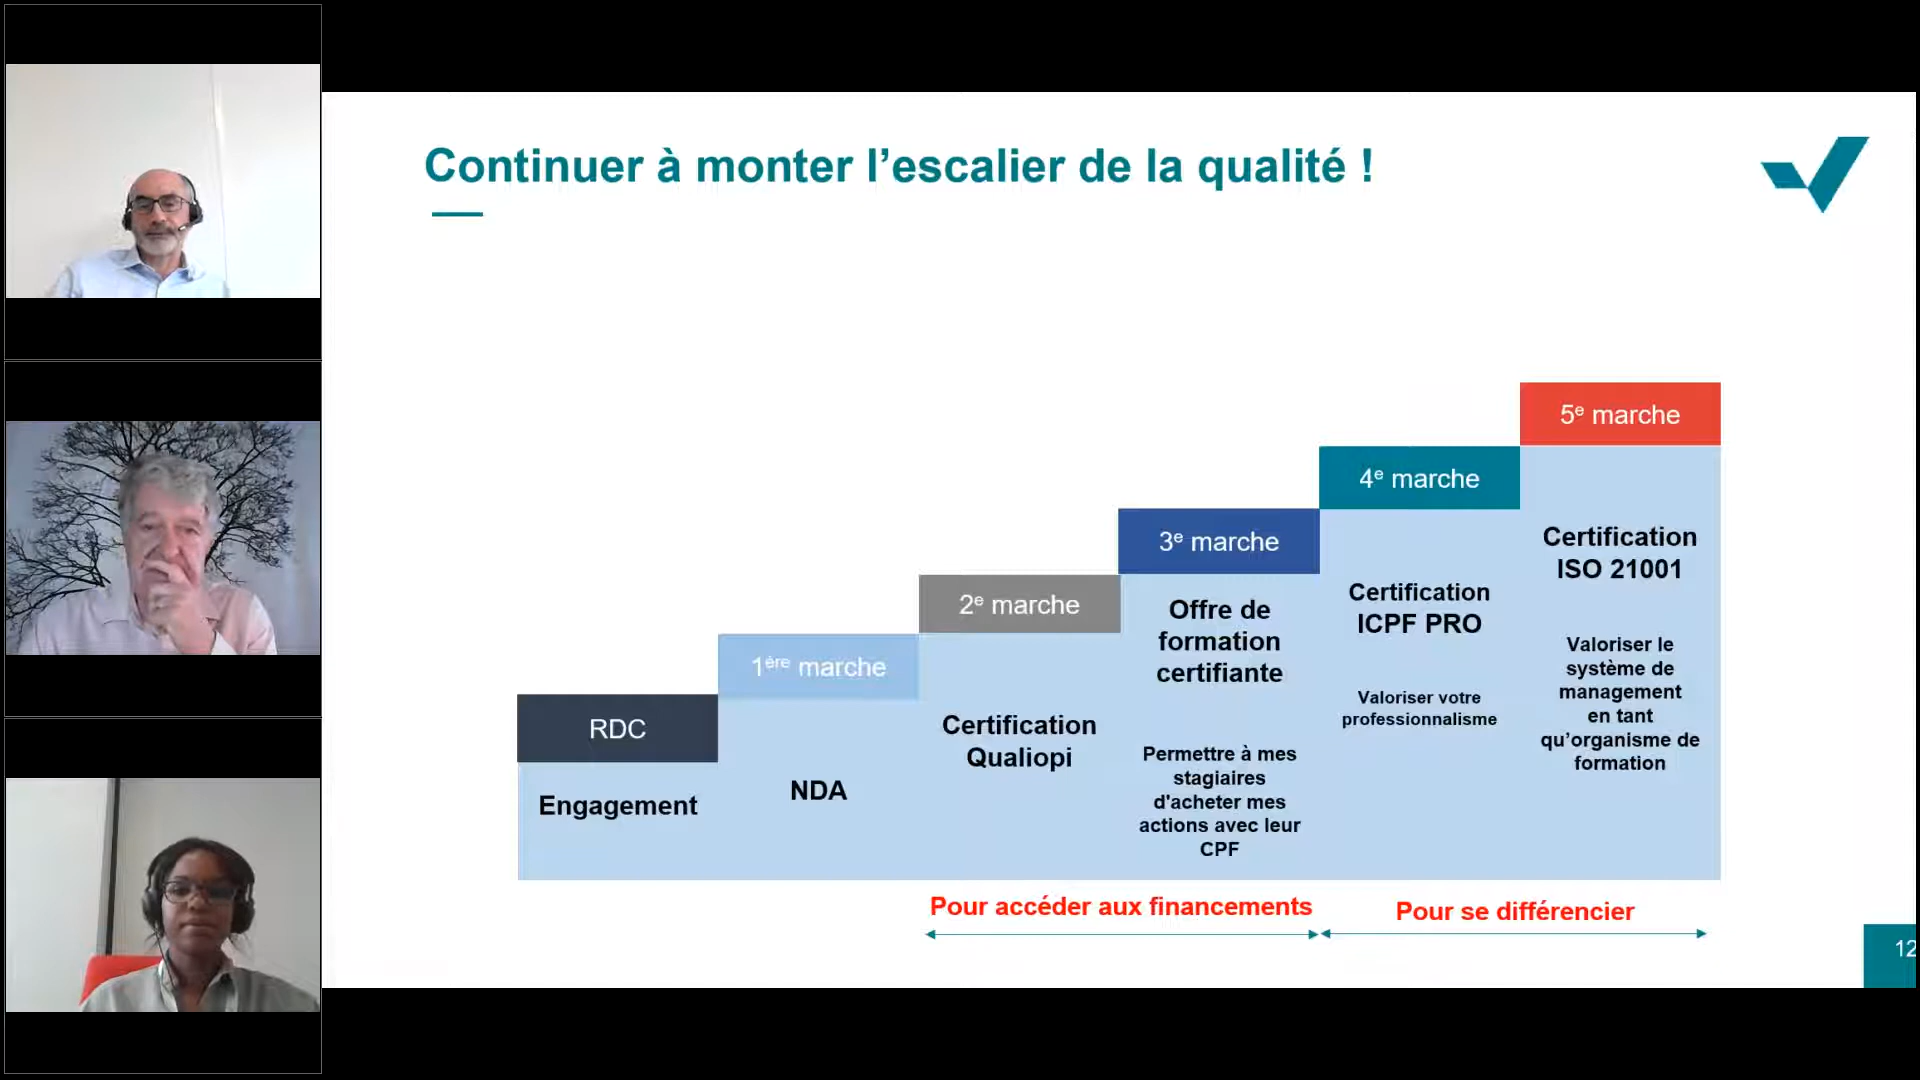 Continuer à monter l’escalier de la qualité !
RDC
Engagement
1ère marche
NDA
2e marche
Certification
Qualiopi
3e marche
Offre de
formation
certifiante
Permettre à mes
stagiaires
d'acheter mes
actions avec leur
CPF
4e marche
Certification
ICPF PRO
Valoriser votre
professionnalisme
5e marche
Certification
ISO 21001
Valoriser le
système de
management
en tant
qu’organisme de
formation
Pour accéder aux financements
Pour se différencier
12